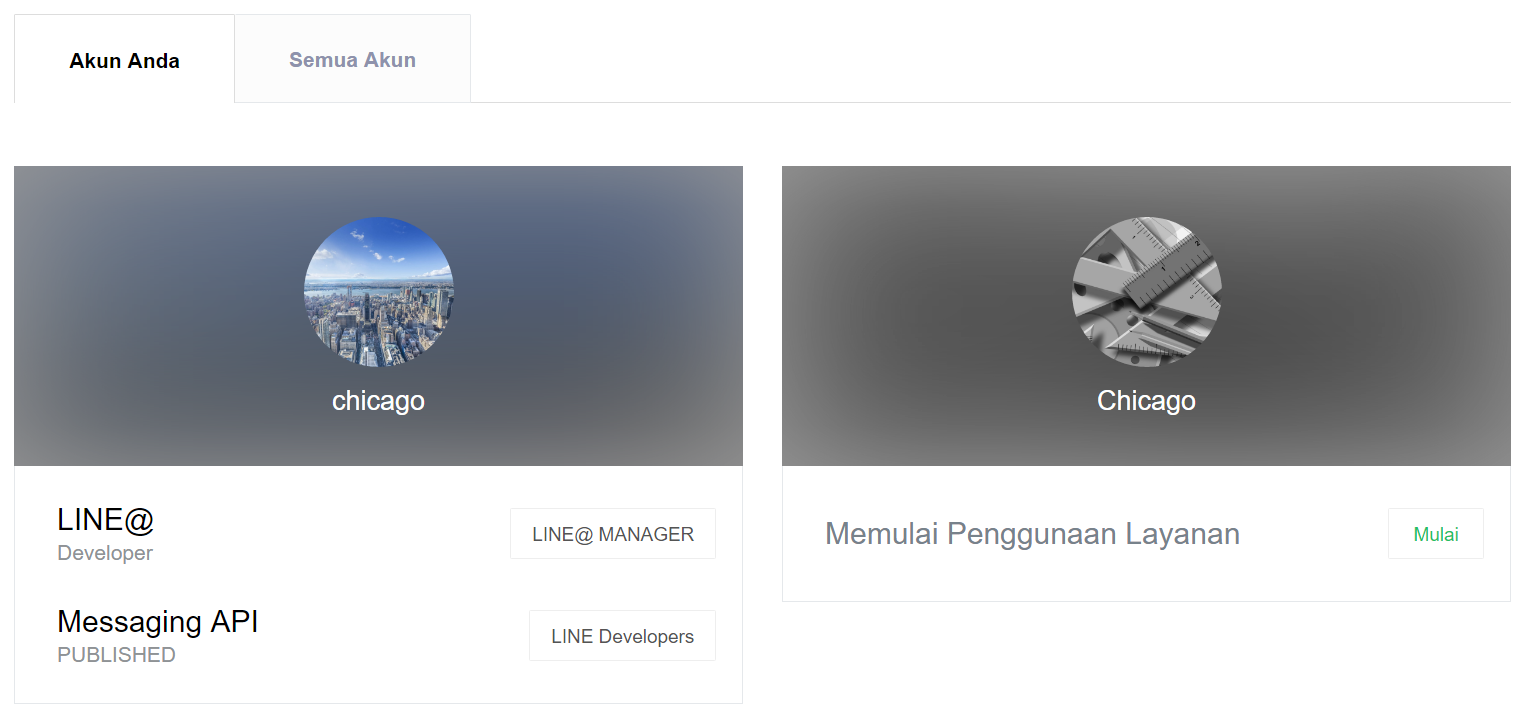 Akun Anda
Semua Akun
chicago
LINE@
Developer
LINE@ MANAGER
Messaging API
PUBLISHED
LINE Developers
Chicago
Memulai Penggunaan Layanan
Mulai